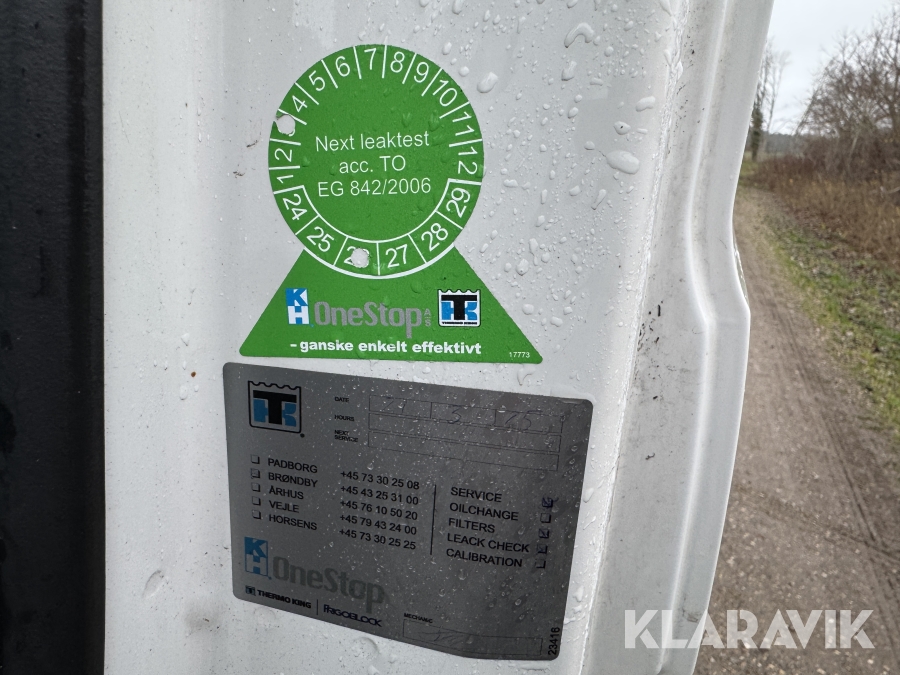 1 2 4 5 6 7 8 9 10 11 12
Next leaktest
acc. TO
EG 842/2006
24 25 26 27 28 29
KH OneStop A/S TK THERMO KING
- ganske enkelt effektivt
17773
TK
DATE
3 25
HOURS
NEXT
SERVICE
PADBORG +45 73 30 25 08
BRØNDBY +45 43 25 31 00
ÅRHUS +45 76 10 50 20
VEJLE +45 79 43 24 00
HORSENS +45 73 30 25 25
SERVICE
OILCHANGE
FILTERS
LEACK CHECK
CALIBRATION
KH OneStop
THERMO KING FRIGOBLOCK
MECHANIC
23416
KLARAVIK